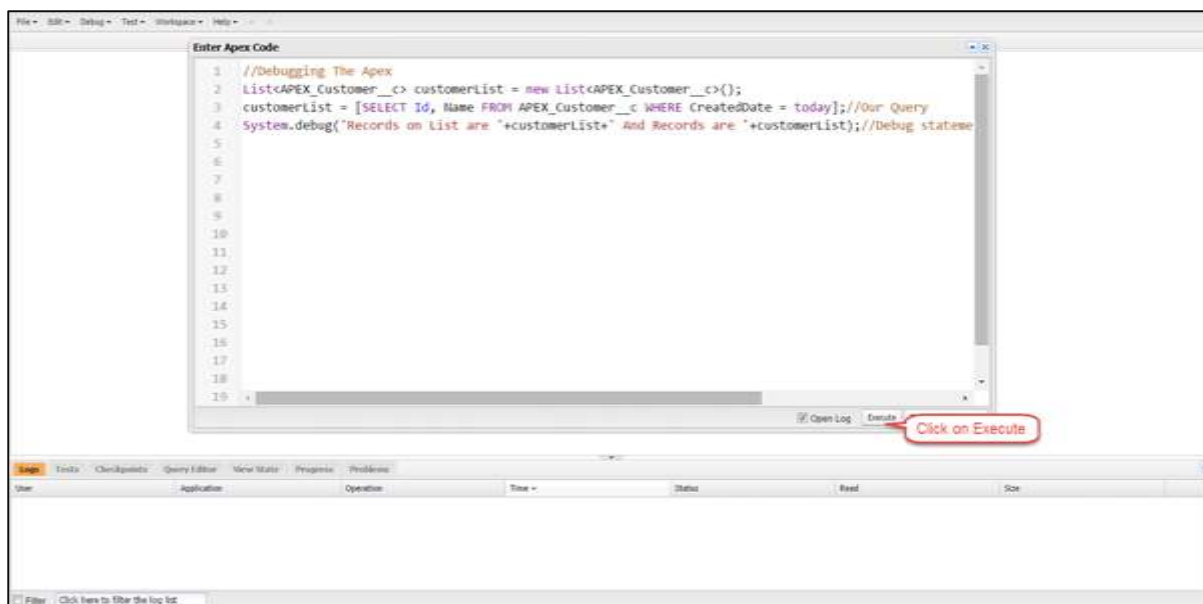 File Edit Debug Test Workspace Help
Enter Apex Code
1 //Debugging The Apex
2 List<APEX_Customer__c> customerList = new List<APEX_Customer__c>{};
3 customerList = [SELECT Id, Name FROM APEX_Customer__c WHERE CreatedDate = today];//Our Query
4 System.debug('Records on List are '+customerList+' And Records are '+customerList);//Debug stateme
5
6
7
8
9
10
11
12
13
14
15
16
17
18
19
Open Log Execute
Click on Execute
Logs Tests Checkpoints Query Editor View State Progress Problems
User Application Operation Time Status Read Size
Filter Click here to filter the log list